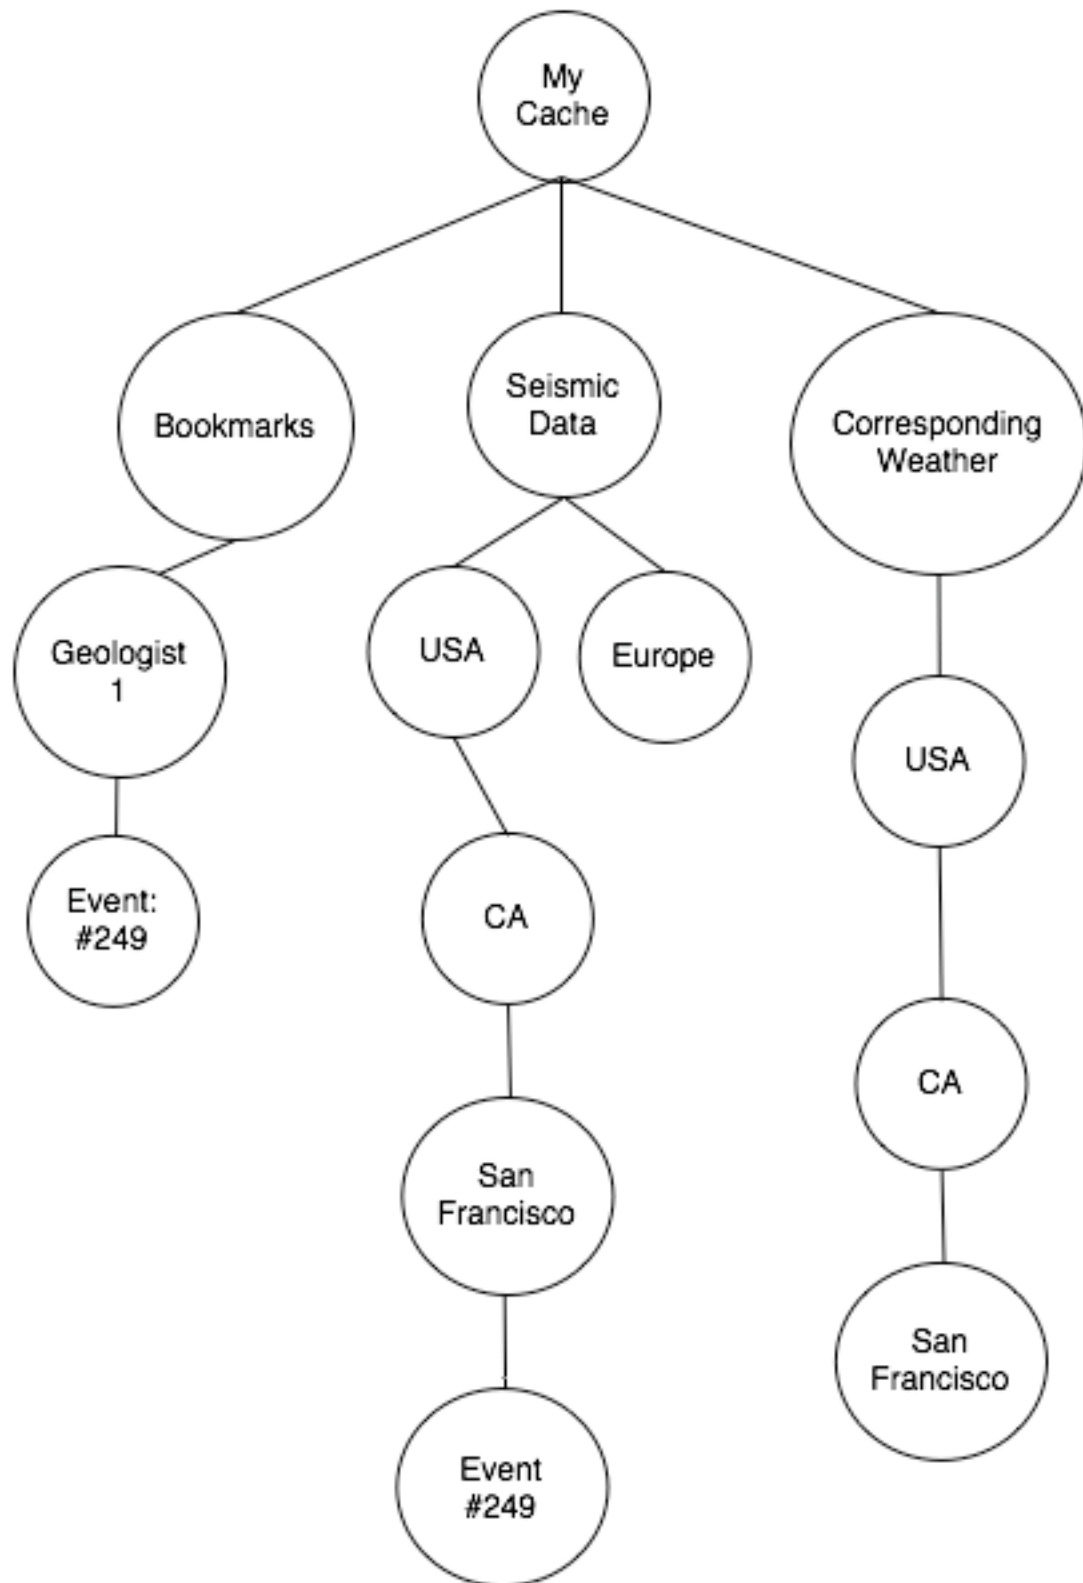 My
Cache
Bookmarks
Seismic
Data
Corresponding
Weather
Geologist
1
USA
Europe
USA
Event:
#249
CA
CA
San
Francisco
San
Francisco
Event
#249